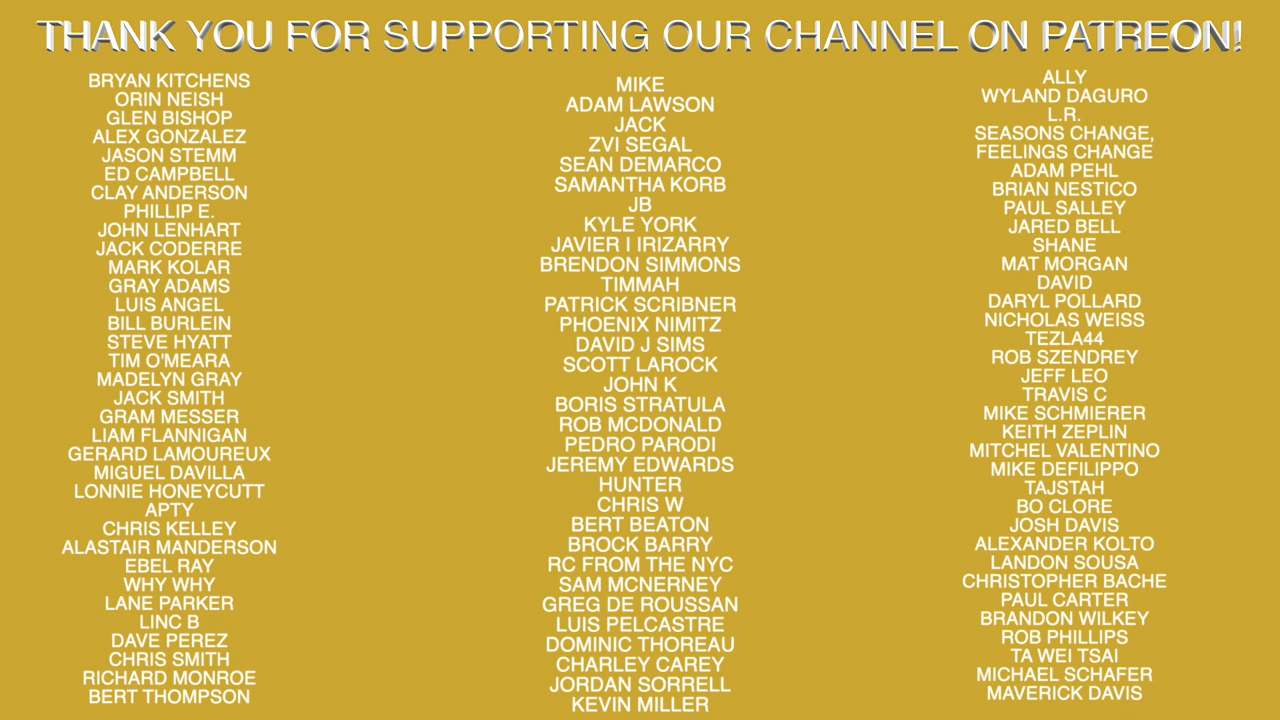 THANK YOU FOR SUPPORTING OUR CHANNEL ON PATREON!
BRYAN KITCHENS
ORIN NEISH
GLEN BISHOP
ALEX GONZALEZ
JASON STEMM
ED CAMPBELL
CLAY ANDERSON
PHILLIP E.
JOHN LENHART
JACK CODERRE
MARK KOLAR
GRAY ADAMS
LUIS ANGEL
BILL BURLEIN
STEVE HYATT
TIM O'MEARA
MADELYN GRAY
JACK SMITH
GRAM MESSER
LIAM FLANNIGAN
GERARD LAMOUREUX
MIGUEL DAVILLA
LONNIE HONEYCUTT
APTY
CHRIS KELLEY
ALASTAIR MANDERSON
EBEL RAY
WHY WHY
LANE PARKER
LINC B
DAVE PEREZ
CHRIS SMITH
RICHARD MONROE
BERT THOMPSON
MIKE
ADAM LAWSON
JACK
ZVI SEGAL
SEAN DEMARCO
SAMANTHA KORB
JB
KYLE YORK
JAVIER I IRIZARRY
BRENDON SIMMONS
TIMMAH
PATRICK SCRIBNER
PHOENIX NIMITZ
DAVID J SIMS
SCOTT LAROCK
JOHN K
BORIS STRATULA
ROB MCDONALD
PEDRO PARODI
JEREMY EDWARDS
HUNTER
CHRIS W
BERT BEATON
BROCK BARRY
RC FROM THE NYC
SAM MCNERNEY
GREG DE ROUSSAN
LUIS PELCASTRE
DOMINIC THOREAU
CHARLEY CAREY
JORDAN SORRELL
KEVIN MILLER
ALLY
WYLAND DAGURO
L.R.
SEASONS CHANGE,
FEELINGS CHANGE
ADAM PEHL
BRIAN NESTICO
PAUL SALLEY
JARED BELL
SHANE
MAT MORGAN
DAVID
DARYL POLLARD
NICHOLAS WEISS
TEZLA44
ROB SZENDREY
JEFF LEO
TRAVIS C
MIKE SCHMIERER
KEITH ZEPLIN
MITCHEL VALENTINO
MIKE DEFILIPPO
TAJSTAH
BO CLORE
JOSH DAVIS
ALEXANDER KOLTO
LANDON SOUSA
CHRISTOPHER BACHE
PAUL CARTER
BRANDON WILKEY
ROB PHILLIPS
TA WEI TSAI
MICHAEL SCHAFER
MAVERICK DAVIS